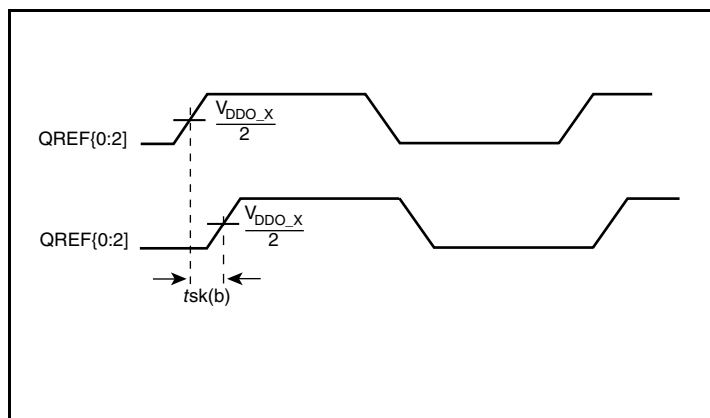 V_DDO_X
2
QREF{0:2]
V_DDO_X
2
QREF{0:2]
tsk(b)